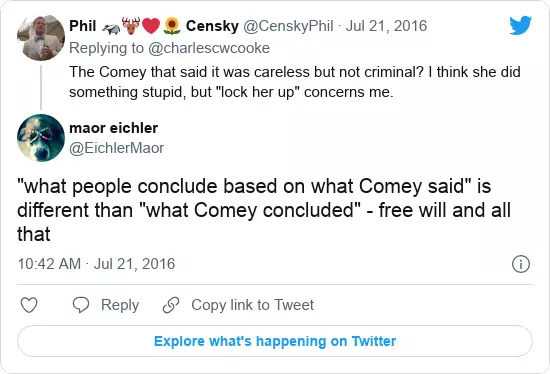 Phil 🦡🦌❤️🌻 Censky @CenskyPhil · Jul 21, 2016
Replying to @charlescwcooke
The Comey that said it was careless but not criminal? I think she did
something stupid, but "lock her up" concerns me.
maor eichler
@EichlerMaor
"what people conclude based on what Comey said" is
different than "what Comey concluded" - free will and all
that
10:42 AM · Jul 21, 2016
Reply
Copy link to Tweet
Explore what's happening on Twitter